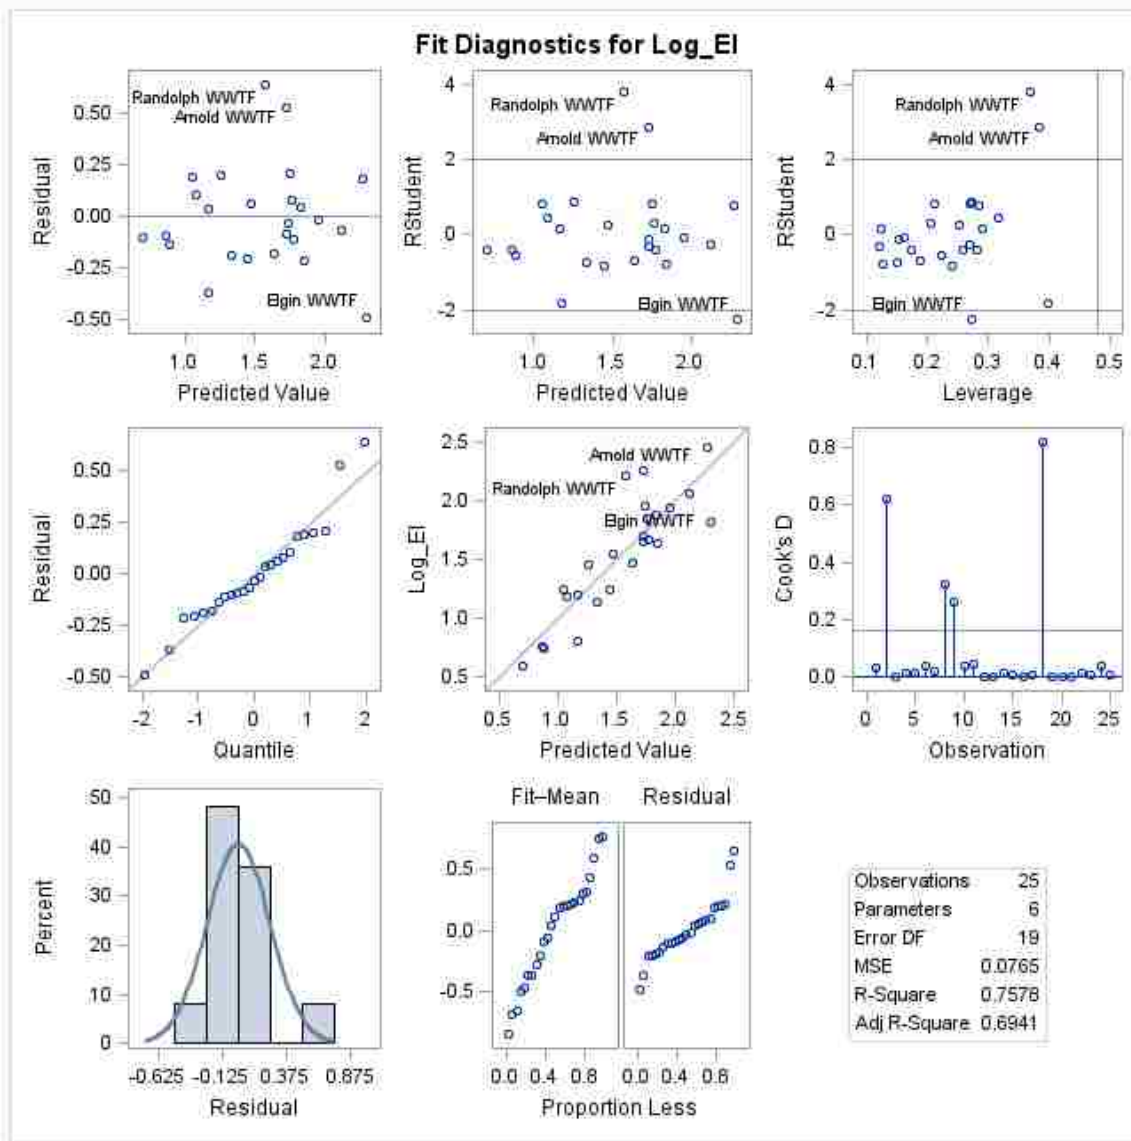 Fit Diagnostics for Log_EI
Residual
0.50
0.25
0.00
-0.25
-0.50
Randolph WWTF
Arnold WWTF
Elgin WWTF
1.0 1.5 2.0
Predicted Value
RStudent
4
2
0
-2
Randolph WWTF
Arnold WWTF
Elgin WWTF
1.0 1.5 2.0
Predicted Value
RStudent
4
2
0
-2
Randolph WWTF
Arnold WWTF
Elgin WWTF
0.1 0.2 0.3 0.4 0.5
Leverage
Residual
0.50
0.25
0.00
-0.25
-0.50
-2 -1 0 1 2
Quantile
Log_EI
2.5
2.0
1.5
1.0
0.5
Arnold WWTF
Randolph WWTF
Elgin WWTF
0.5 1.0 1.5 2.0 2.5
Predicted Value
Cook's D
0.8
0.6
0.4
0.2
0.0
0 5 10 15 20 25
Observation
Percent
50
40
30
20
10
0
-0.625 -0.125 0.375 0.875
Residual
Fit–Mean Residual
0.5
0.0
-0.5
0.0 0.4 0.8 0.0 0.4 0.8
Proportion Less
Observations 25
Parameters 6
Error DF 19
MSE 0.0765
R-Square 0.7578
Adj R-Square 0.6941